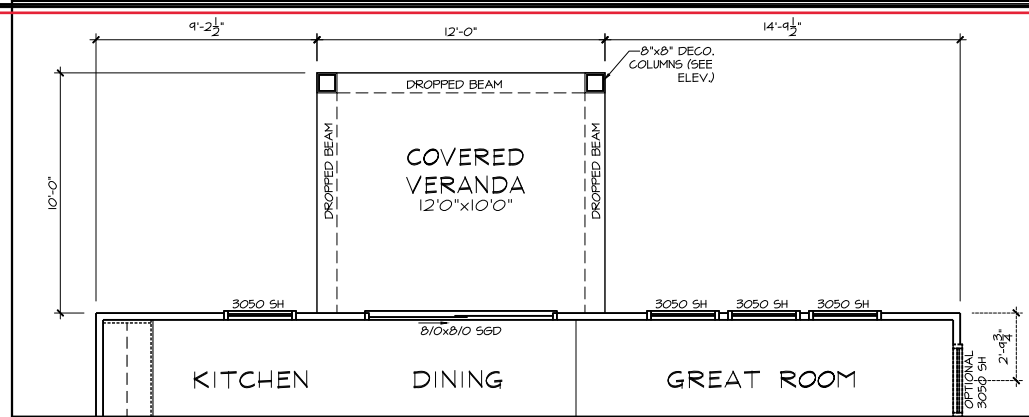 9'-2½"
12'-0"
14'-9½"
8"x8" DECO.
COLUMNS (SEE
ELEV.)
DROPPED BEAM
DROPPED BEAM
DROPPED BEAM
COVERED
VERANDA
12'0"x10'0"
10'-0"
3050 SH
3050 SH
3050 SH
3050 SH
8/0x8/0 SGD
2'-9¾"
OPTIONAL
3050 SH
KITCHEN
DINING
GREAT ROOM